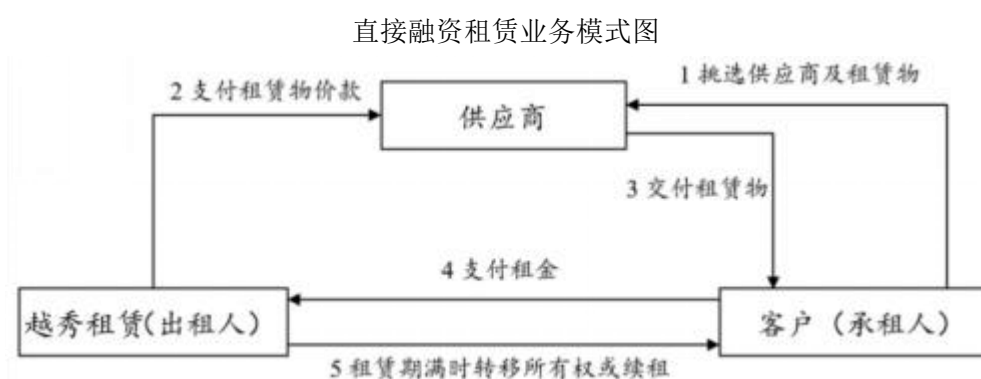 直接融资租赁业务模式图
1 挑选供应商及租赁物
2 支付租赁物价款
供应商
3 交付租赁物
4 支付租金
越秀租赁(出租人)
客户（承租人）
5 租赁期满时转移所有权或续租